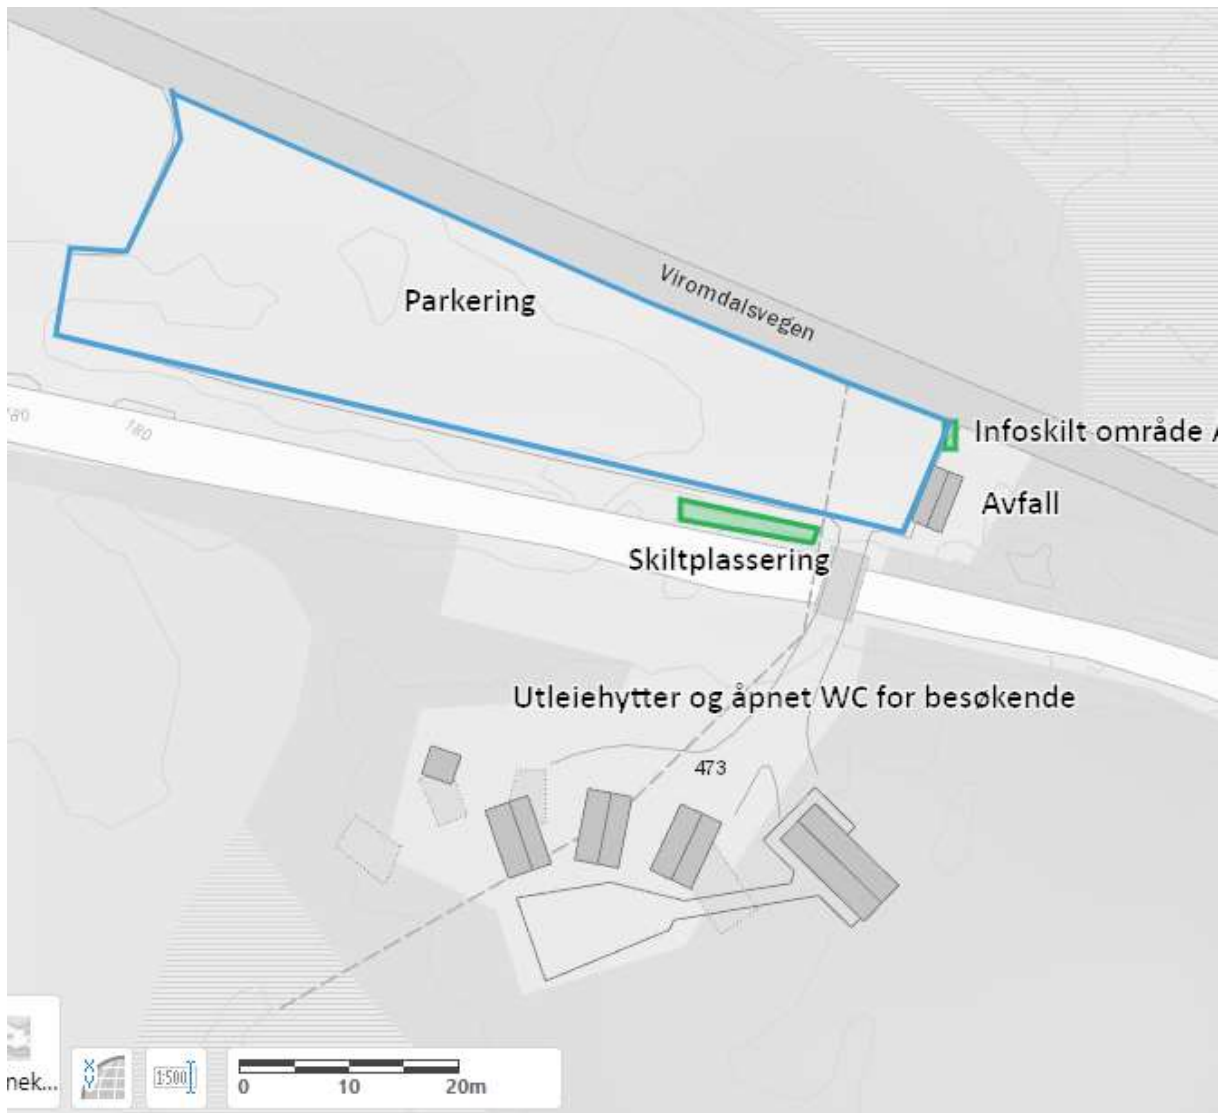 Viromdalsvegen
Parkering
Infoskilt område
180
Avfall
Skiltplassering
Utleiehytter og åpnet WC for besøkende
473
nek...
X
Y
1:500
0 10 20m